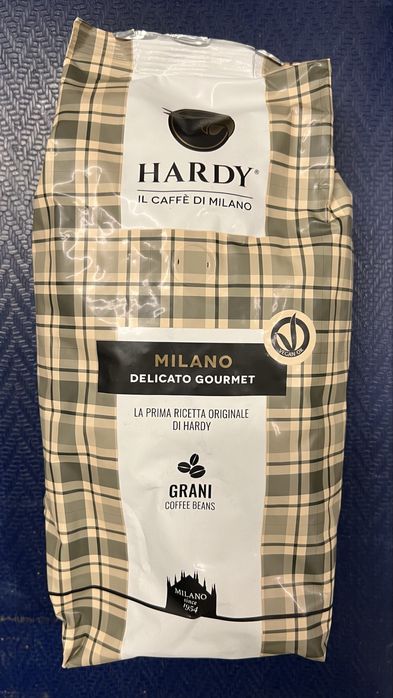 HARDY®
IL CAFFÈ DI MILANO
VEGAN OK
MILANO
DELICATO GOURMET
LA PRIMA RICETTA ORIGINALE
DI HARDY
GRANI
COFFEE BEANS
MILANO
since
1954